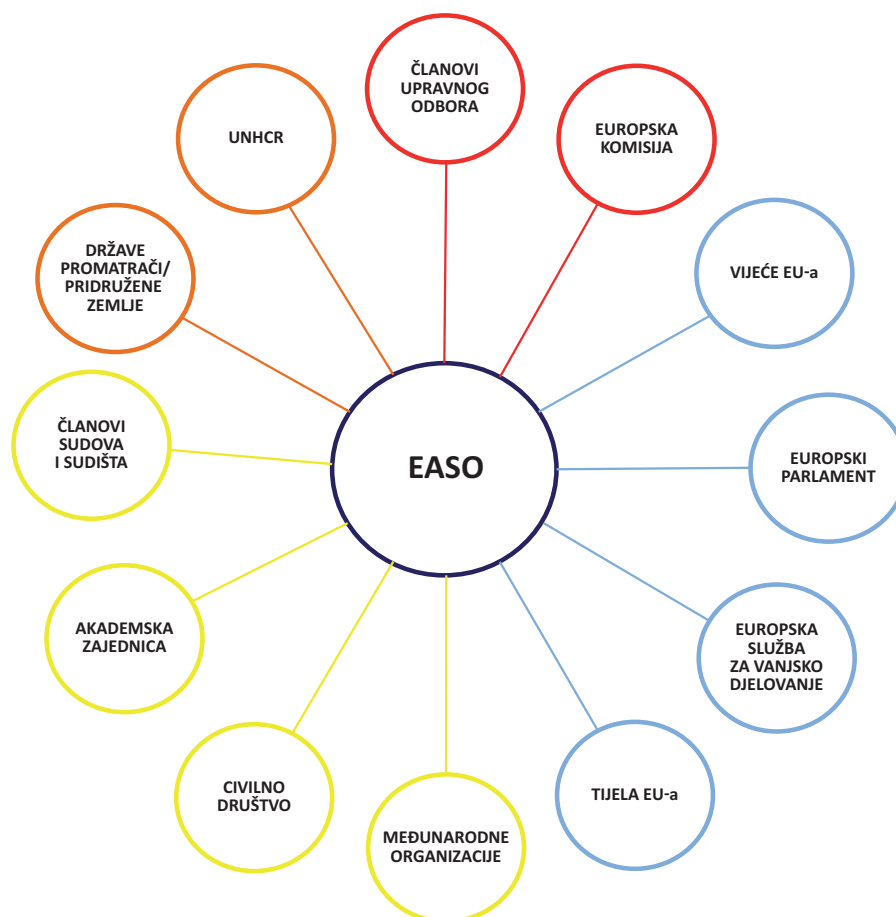 ČLANOVI
UPRAVNOG
ODBORA
EUROPSKA
KOMISIJA
UNHCR
VIJEĆE EU-a
DRŽAVE
PROMATRAČI/
PRIDRUŽENE
ZEMLJE
ČLANOVI
SUDOVA
I SUDIŠTA
EASO
EUROPSKI
PARLAMENT
AKADEMSKA
ZAJEDNICA
EUROPSKA
SLUŽBA
ZA VANJSKO
DJELOVANJE
CIVILNO
DRUŠTVO
TIJELA EU-a
MEĐUNARODNE
ORGANIZACIJE